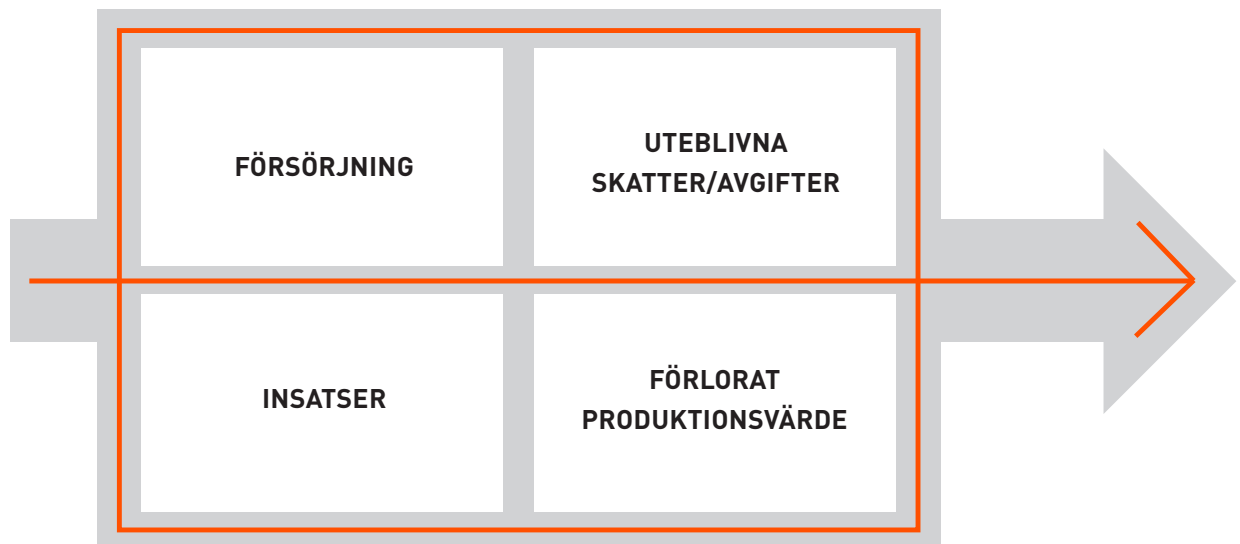 FÖRSÖRJNING
UTEBLIVNA
SKATTER/AVGIFTER
INSATSER
FÖRLORAT
PRODUKTIONSVÄRDE